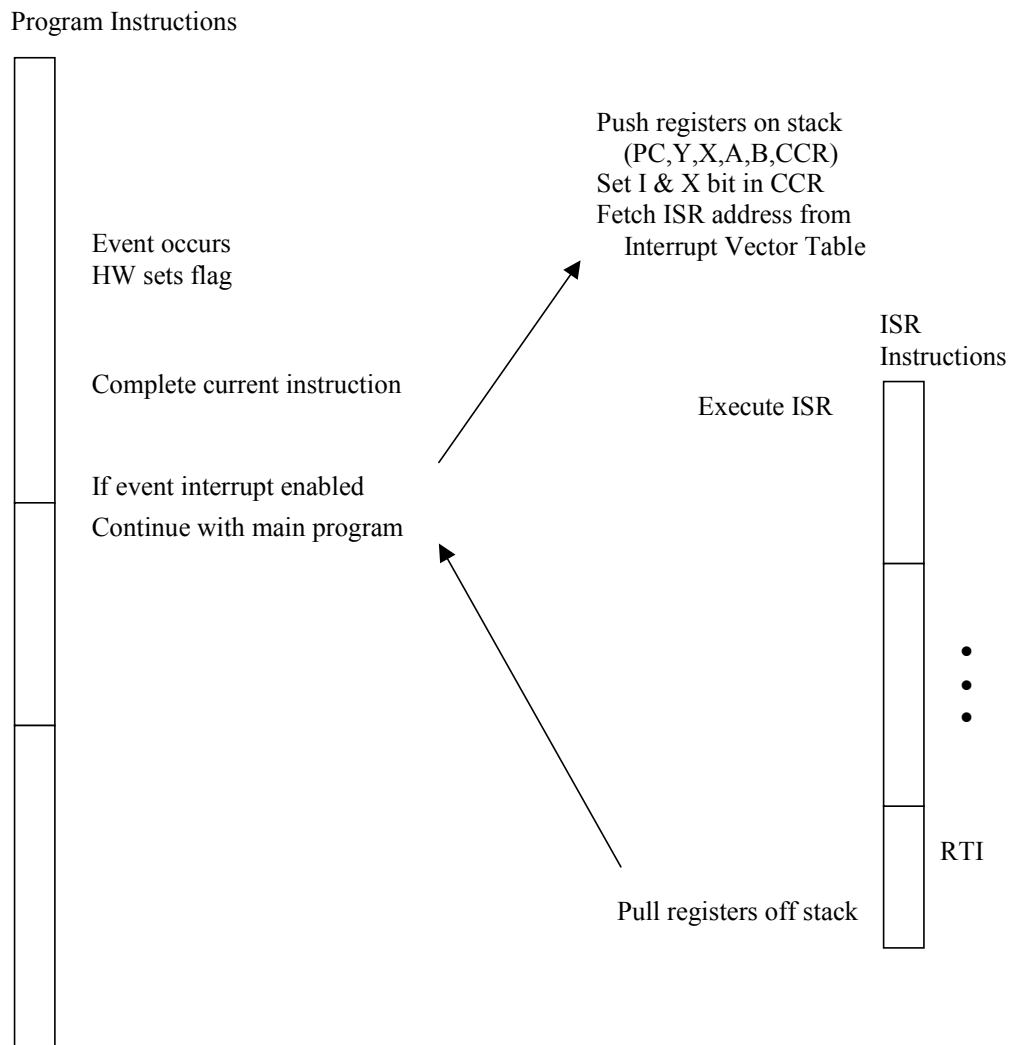 Program Instructions
Event occurs
HW sets flag
Complete current instruction
If event interrupt enabled
Continue with main program
Push registers on stack
(PC,Y,X,A,B,CCR)
Set I & X bit in CCR
Fetch ISR address from
Interrupt Vector Table
ISR
Instructions
Execute ISR
RTI
Pull registers off stack